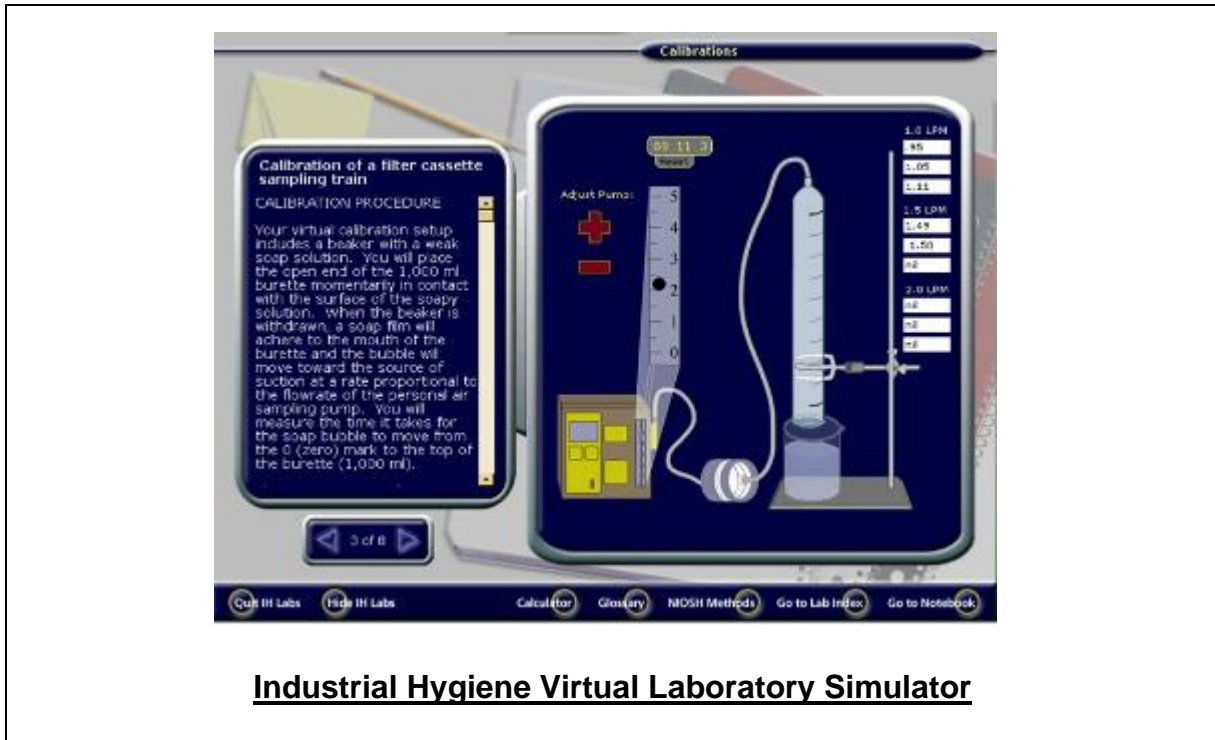 Calibrations
Calibration of a filter cassette
sampling train
CALIBRATION PROCEDURE
Your virtual calibration setup
includes a beaker with a weak
soap solution. You will place
the open end of the 1,000 ml
burette momentarily in contact
with the surface of the soapy
solution. When the beaker is
withdrawn, a soap film will
adhere to the mouth of the
burette and the bubble will
move toward the source of
suction at a rate proportional to
the flowrate of the personal air
sampling pump. You will
measure the time it takes for
the soap bubble to move from
the 0 (zero) mark to the top of
the burette (1,000 ml).
3 of 8
Adjust Pump:
Reset
5
4
3
2
1
0
1.0 LPM
.95
1.05
1.11
1.5 LPM
1.49
1.50
2.0 LPM
Quit IH Labs
Hide IH Labs
Calculator
Glossary
NIOSH Methods
Go to Lab Index
Go to Notebook
Industrial Hygiene Virtual Laboratory Simulator